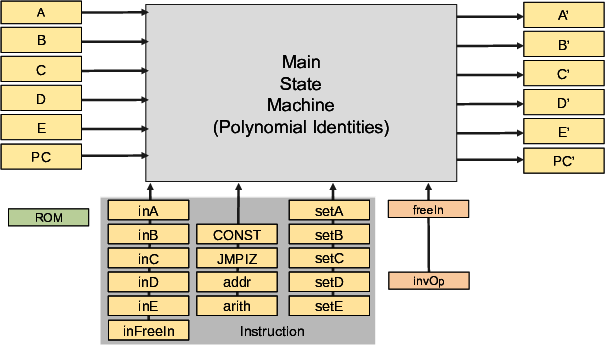 A
B
C
D
E
PC
Main
State
Machine
(Polynomial Identities)
A'
B'
C'
D'
E'
PC'
ROM
inA
inB
inC
inD
inE
inFreeIn
CONST
JMPIZ
addr
arith
setA
setB
setC
setD
setE
Instruction
freeIn
invOp